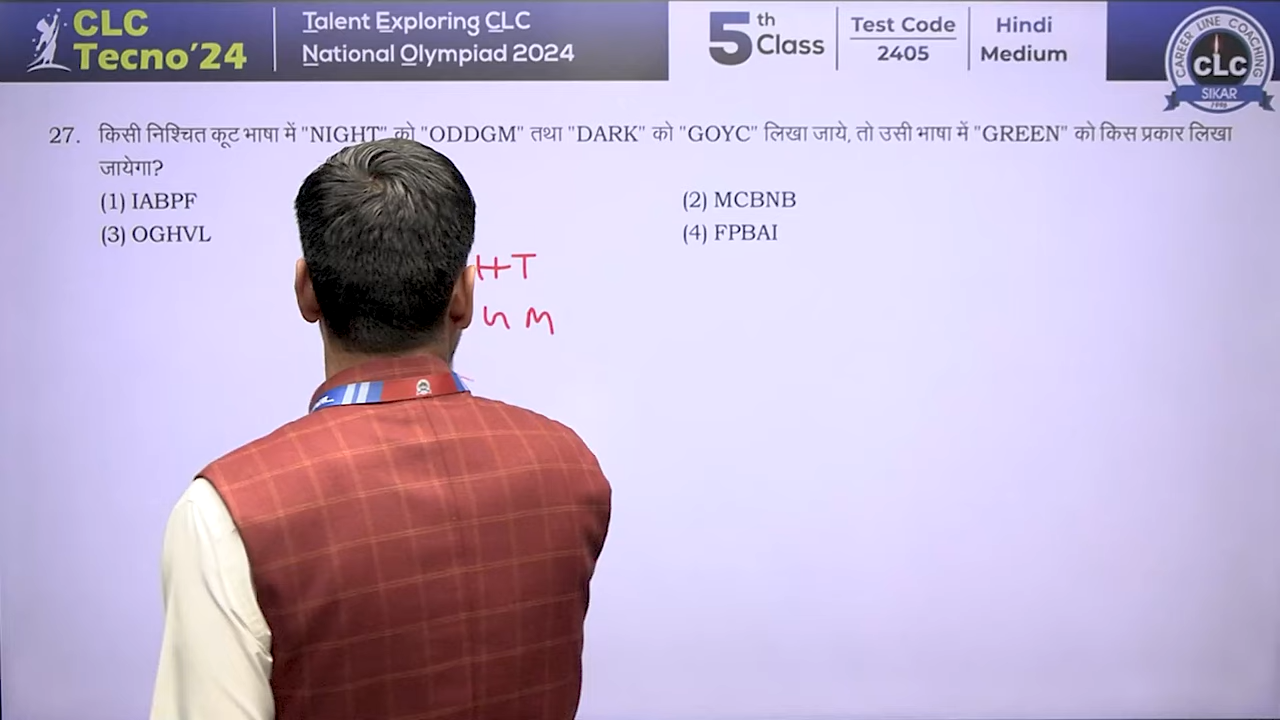 CLC
Tecno'24
Talent Exploring CLC
National Olympiad 2024
5th Class
Test Code
2405
Hindi
Medium
CAREER LINE COACHING
CLC
SIKAR
1996
27. किसी निश्चित कूट भाषा में "NIGHT" को "ODDGM" तथा "DARK" को "GOYC" लिखा जाये, तो उसी भाषा में "GREEN" को किस प्रकार लिखा
जायेगा?
(1) IABPF
(2) MCBNB
(3) OGHVL
(4) FPBAI
HT
M